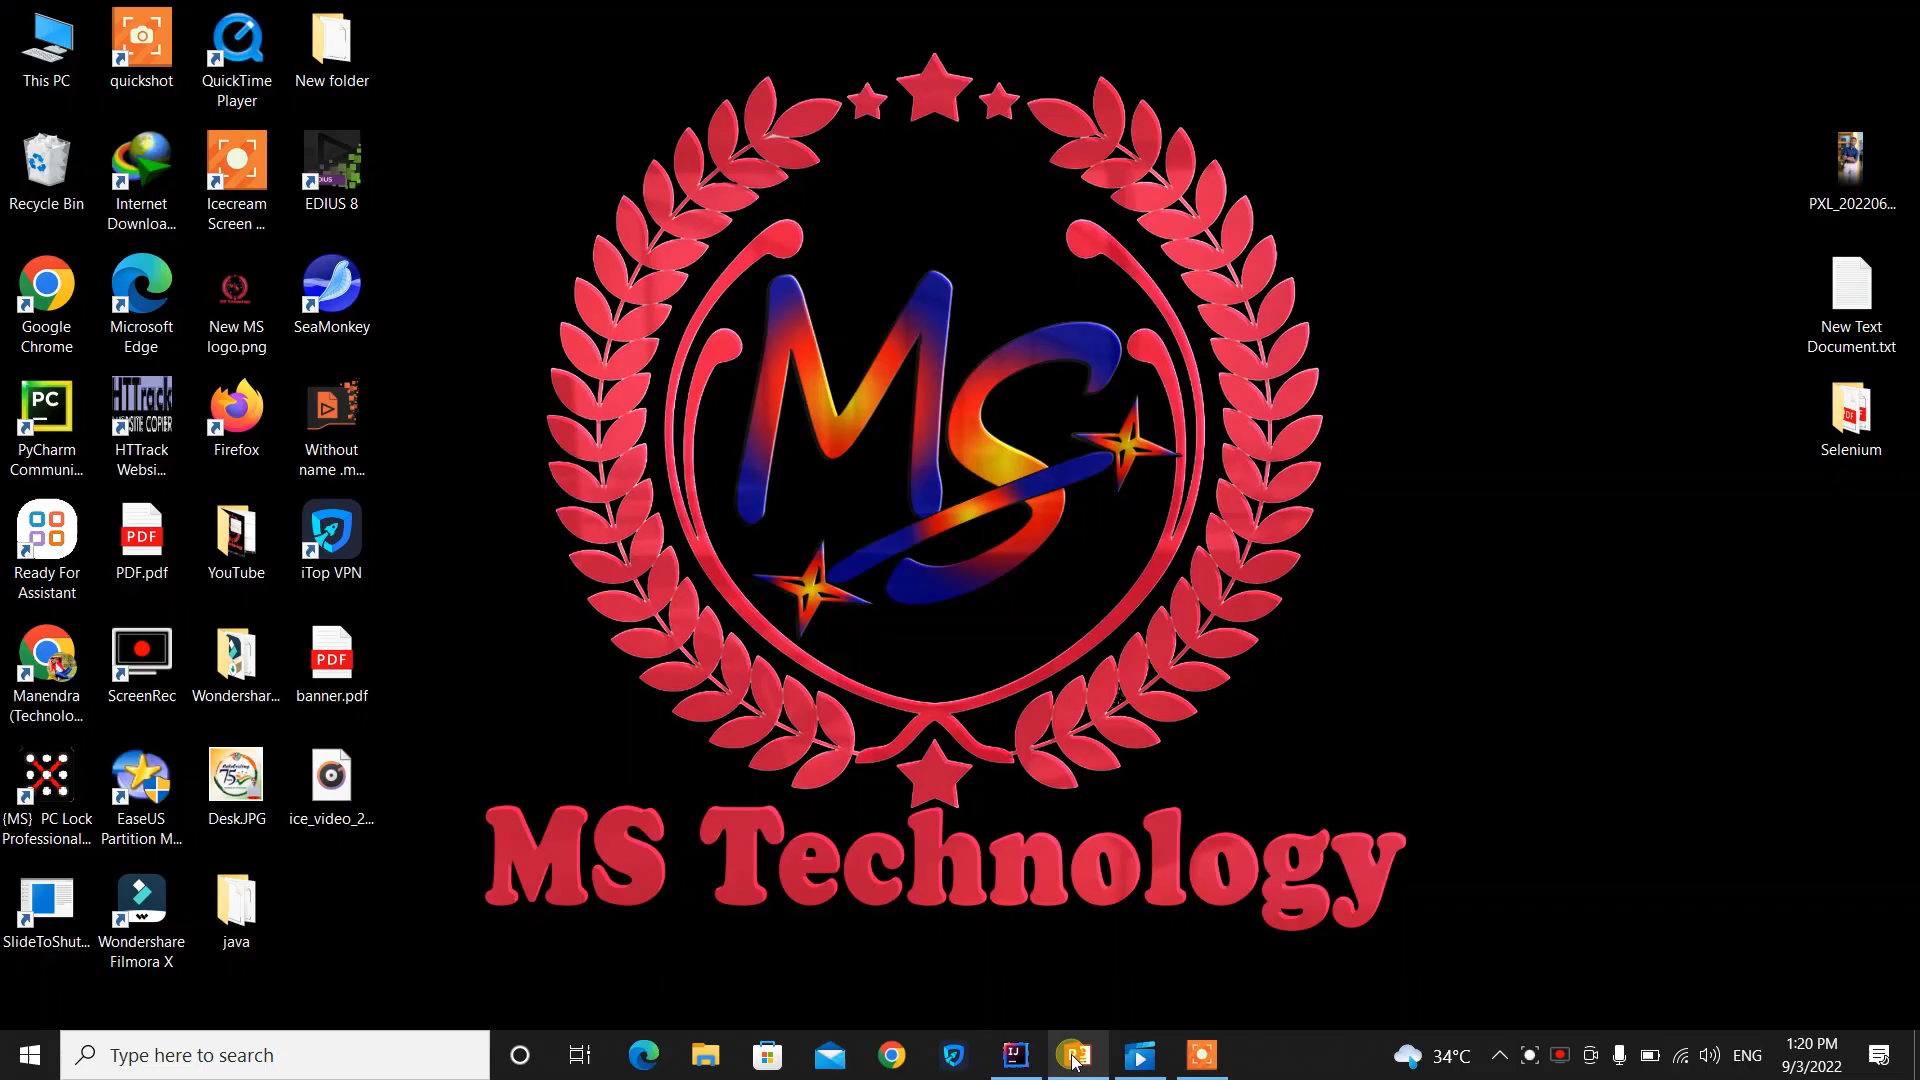 This PC
quickshot
QuickTime
Player
New folder
Recycle Bin
Internet
Downloa...
Icecream
Screen ...
EDIUS 8
Google
Chrome
Microsoft
Edge
New MS
logo.png
SeaMonkey
PyCharm
Communi...
HTTrack
Websi...
Firefox
Without
name .m...
Ready For
Assistant
PDF.pdf
YouTube
iTop VPN
Manendra
(Technolo...
ScreenRec
Wondershar...
banner.pdf
{MS} PC Lock
Professional...
EaseUS
Partition M...
Desk.JPG
ice_video_2...
SlideToShut...
Wondershare
Filmora X
java
PXL_202206...
New Text
Document.txt
Selenium
MS
MS Technology
Type here to search
34°C
ENG
1:20 PM
9/3/2022